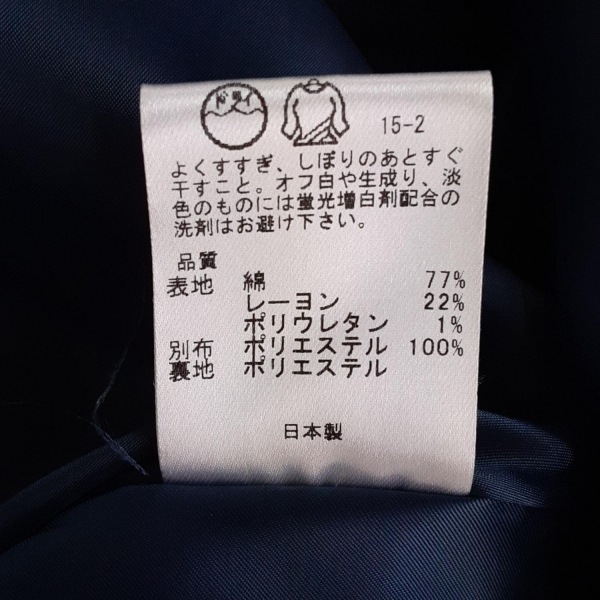 ドライ
15-2
よくすすぎ、しぼりのあとすぐ
干すこと。オフ白や生成り、淡
色のものには蛍光増白剤配合の
洗剤はお避け下さい。
品質
表地 綿 77%
レーヨン 22%
ポリウレタン 1%
別布 ポリエステル 100%
裏地 ポリエステル
日本製